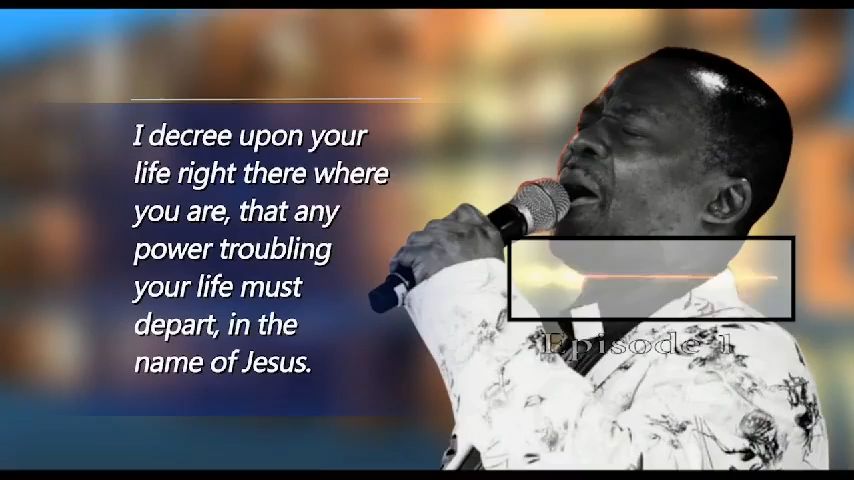 I decree upon your
life right there where
you are, that any
power troubling
your life must
depart, in the
name of Jesus.
Episode 1